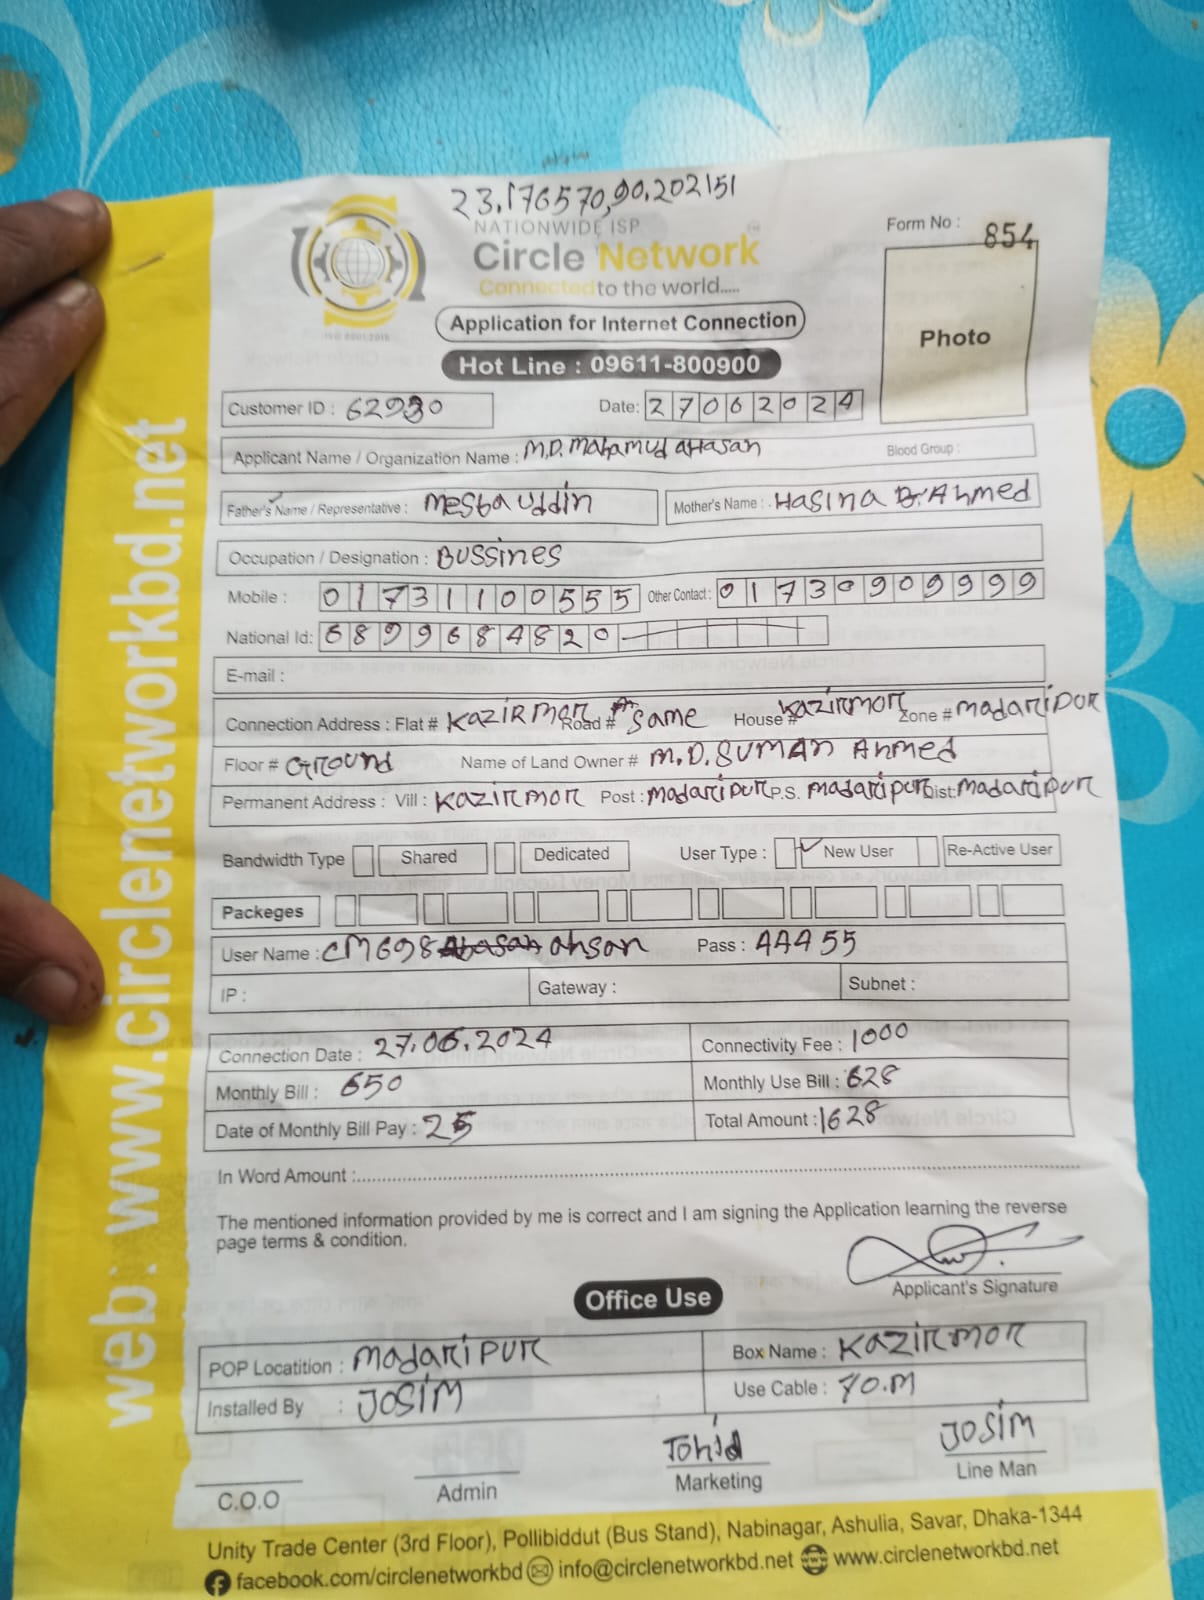 23.176570,90.202151
NATIONWIDE ISP
Circle Network
Connected to the world.....
Application for Internet Connection
Hot Line : 09611-800900
Form No : 854
Photo
Customer ID : 62930
Date: 27062024
Applicant Name / Organization Name : M.D. Mahamud aHasan
Blood Group :
Father's Name / Representative : Mesba uddin
Mother's Name : Hasina Br. Ahmed
Occupation / Designation : Bussines
Mobile : 01731100555 Other Contact : 01730909999
National Id: 6899684820
E-mail :
Connection Address : Flat # KAZIRMOR Road # Same House # KAZIRMOR Zone # MADARIPUR
Floor # Ground Name of Land Owner # M.D. SUMAN Ahmed
Permanent Address : Vill : KAZIRMOR Post : Madaripur P.S. Madaripur Dist: Madaripur
Bandwidth Type Shared Dedicated User Type : ✓ New User Re-Active User
Packeges
User Name : CM698 ahsan Pass : 44455
IP : Gateway : Subnet :
Connection Date : 27.06.2024 Connectivity Fee : 1000
Monthly Bill : 650 Monthly Use Bill : 628
Date of Monthly Bill Pay : 25 Total Amount : 1628
In Word Amount :
The mentioned information provided by me is correct and I am signing the Application learning the reverse
page terms & condition.
Applicant's Signature
Office Use
POP Locatition : MADARIPUR Box Name : KAZIRMOR
Installed By : JOSIM Use Cable : 70.M
Tohid JOSIM
C.O.O Admin Marketing Line Man
Unity Trade Center (3rd Floor), Pollibiddut (Bus Stand), Nabinagar, Ashulia, Savar, Dhaka-1344
facebook.com/circlenetworkbd info@circlenetworkbd.net www.circlenetworkbd.net
web: www.circlenetworkbd.net